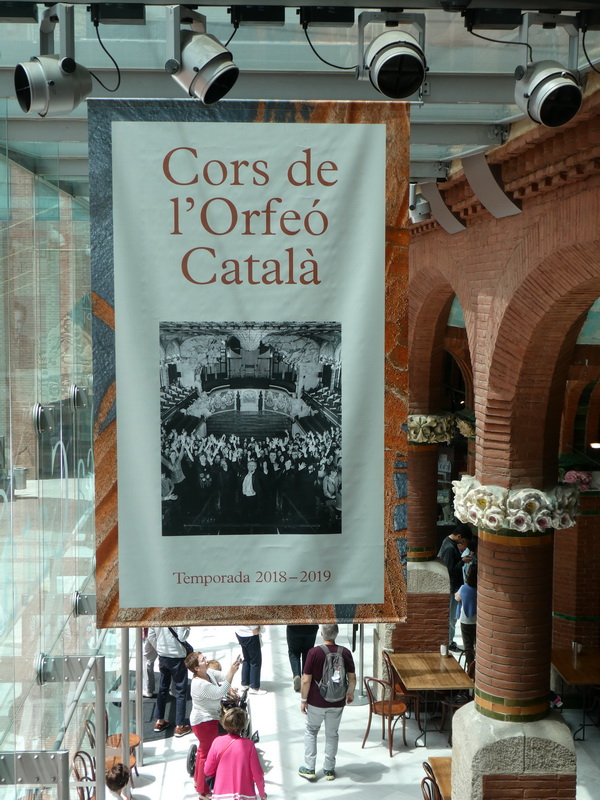 Cors de
l’Orfeó
Català
Temporada 2018–2019